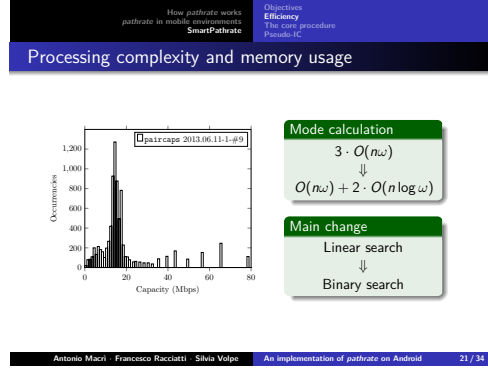 How pathrate works
pathrate in mobile environments
SmartPathrate
Objectives
Efficiency
The core procedure
Pseudo-IC
Processing complexity and memory usage
paircaps 2013.06.11-1-#9
1,200
1,000
800
600
400
200
0
0 20 40 60 80
Capacity (Mbps)
Occurrencies
Mode calculation
3 · O(nω)
⇓
O(nω) + 2 · O(n log ω)
Main change
Linear search
⇓
Binary search
Antonio Macrì · Francesco Racciatti · Silvia Volpe An implementation of pathrate on Android 21 / 34